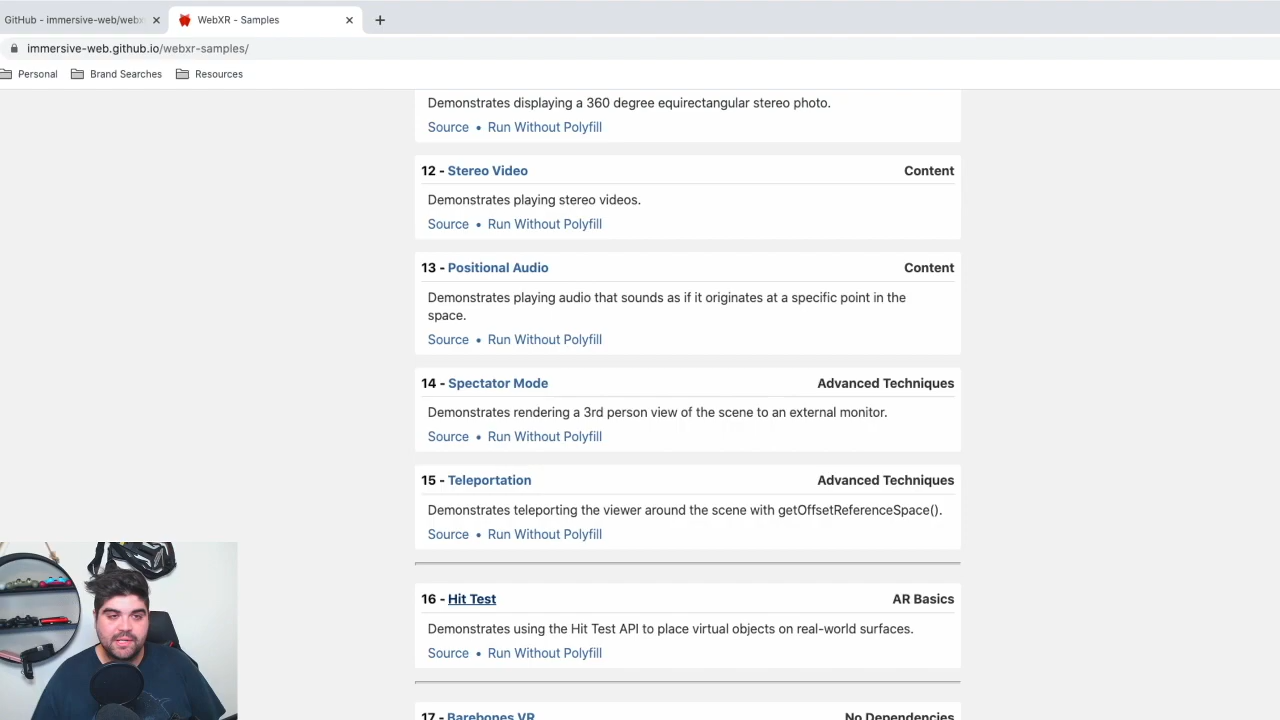 GitHub - immersive-web/webx
WebXR - Samples
immersive-web.github.io/webxr-samples/
Personal
Brand Searches
Resources
Demonstrates displaying a 360 degree equirectangular stereo photo.
Source • Run Without Polyfill
12 - Stereo Video
Content
Demonstrates playing stereo videos.
Source • Run Without Polyfill
13 - Positional Audio
Content
Demonstrates playing audio that sounds as if it originates at a specific point in the
space.
Source • Run Without Polyfill
14 - Spectator Mode
Advanced Techniques
Demonstrates rendering a 3rd person view of the scene to an external monitor.
Source • Run Without Polyfill
15 - Teleportation
Advanced Techniques
Demonstrates teleporting the viewer around the scene with getOffsetReferenceSpace().
Source • Run Without Polyfill
16 - Hit Test
AR Basics
Demonstrates using the Hit Test API to place virtual objects on real-world surfaces.
Source • Run Without Polyfill
17 - Barebones VR
No Dependencies